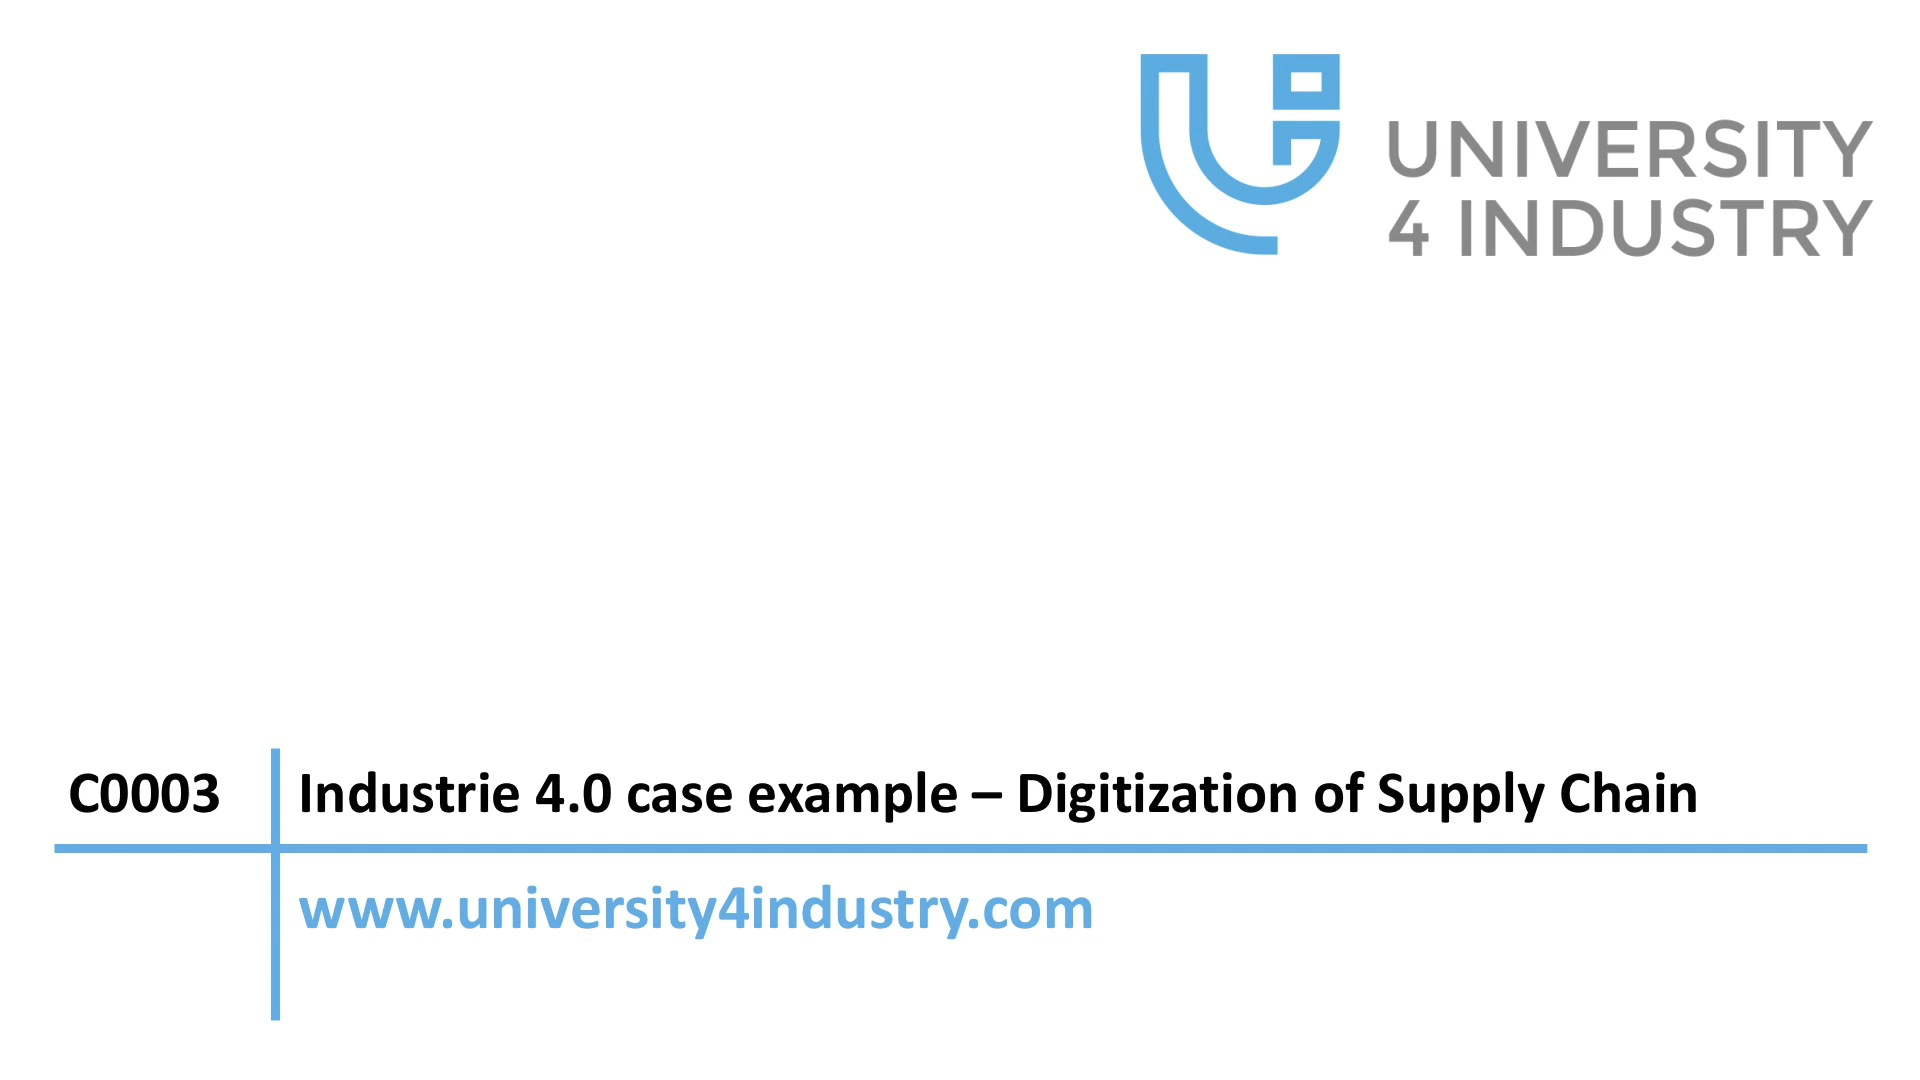 UNIVERSITY
4 INDUSTRY
C0003
Industrie 4.0 case example – Digitization of Supply Chain
www.university4industry.com